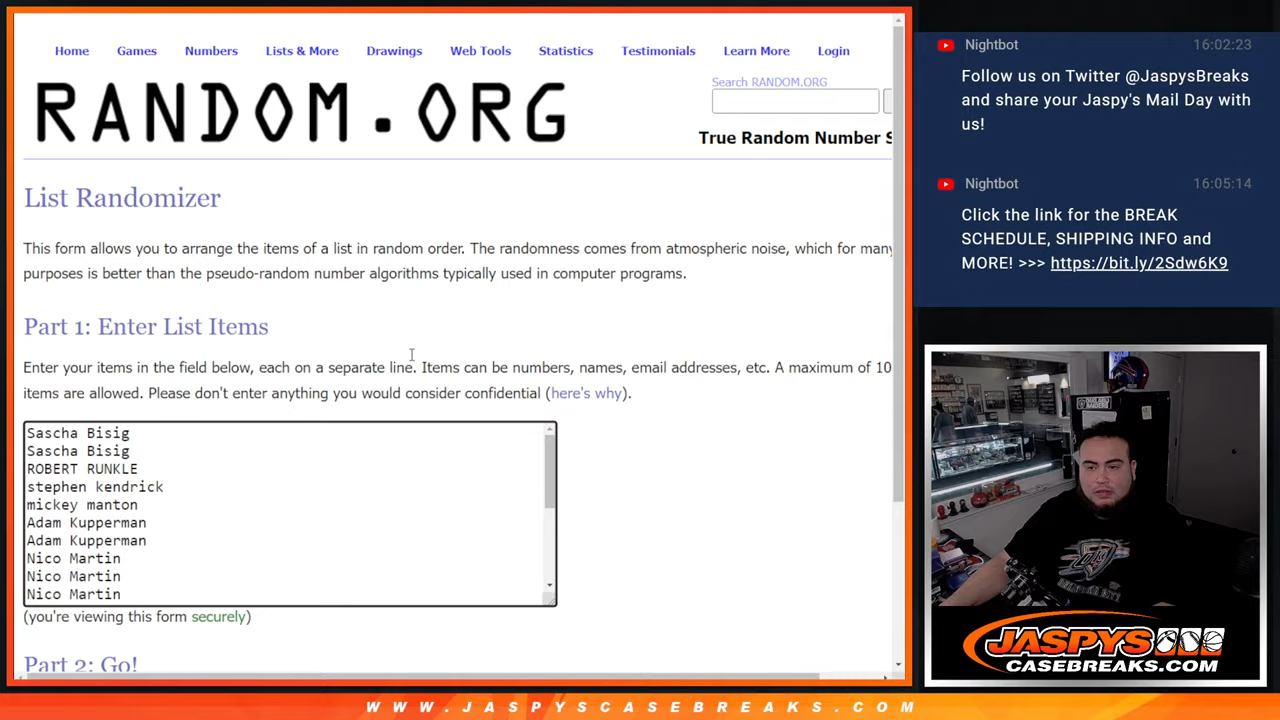 Home Games Numbers Lists & More Drawings Web Tools Statistics Testimonials Learn More Login
RANDOM.ORG
Search RANDOM.ORG
True Random Number S
List Randomizer
This form allows you to arrange the items of a list in random order. The randomness comes from atmospheric noise, which for many
purposes is better than the pseudo-random number algorithms typically used in computer programs.
Part 1: Enter List Items
Enter your items in the field below, each on a separate line. Items can be numbers, names, email addresses, etc. A maximum of 10
items are allowed. Please don't enter anything you would consider confidential (here's why).
Sascha Bisig
Sascha Bisig
ROBERT RUNKLE
stephen kendrick
mickey manton
Adam Kupperman
Adam Kupperman
Nico Martin
Nico Martin
Nico Martin
(you're viewing this form securely)
Part 2: Go!
Nightbot 16:02:23
Follow us on Twitter @JaspysBreaks
and share your Jaspy's Mail Day with
us!
Nightbot 16:05:14
Click the link for the BREAK
SCHEDULE, SHIPPING INFO and
MORE! >>> https://bit.ly/2Sdw6K9
JASPYS
CASEBREAKS.COM
WWW.JASPYSCASEBREAKS.COM